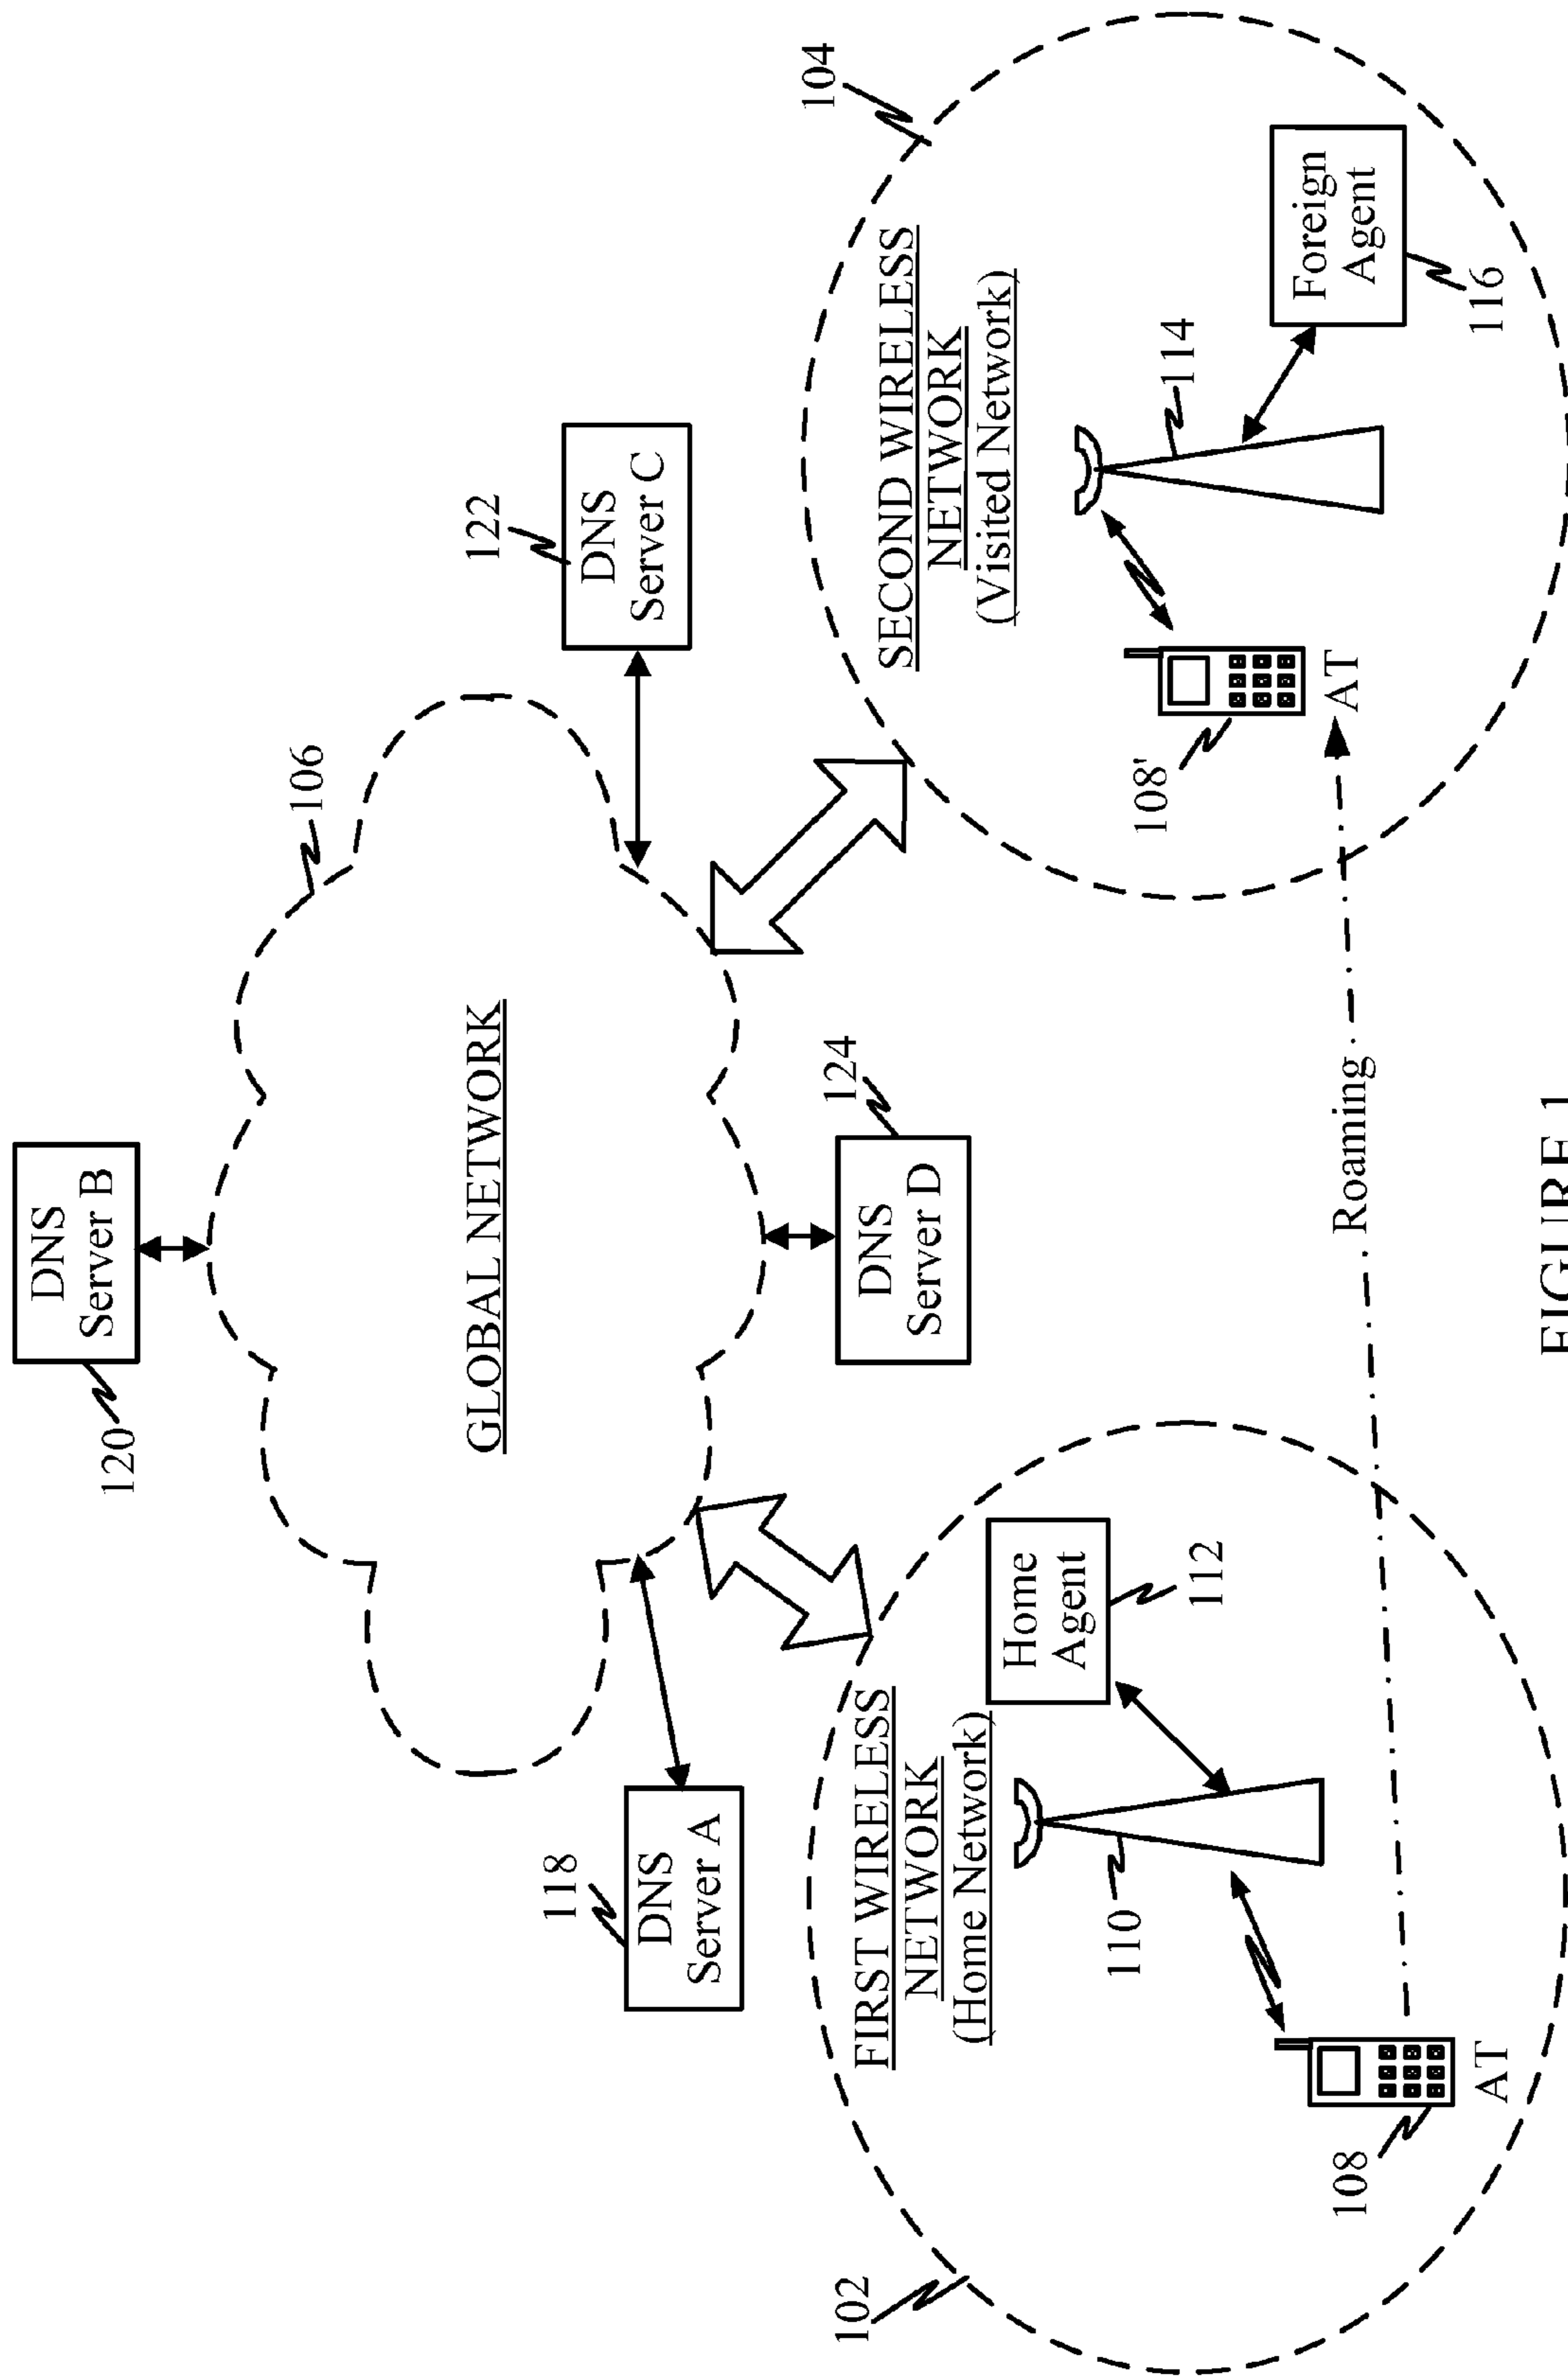 DNS
Server B
120
106
GLOBAL NETWORK
118
DNS
Server A
122
DNS
Server C
124
DNS
Server D
102
FIRST WIRELESS
NETWORK
(Home Network)
Home
Agent
112
110
108
AT
104
SECOND WIRELESS
NETWORK
(Visited Network)
114
Foreign
Agent
116
108'
AT
Roaming
FIGURE 1